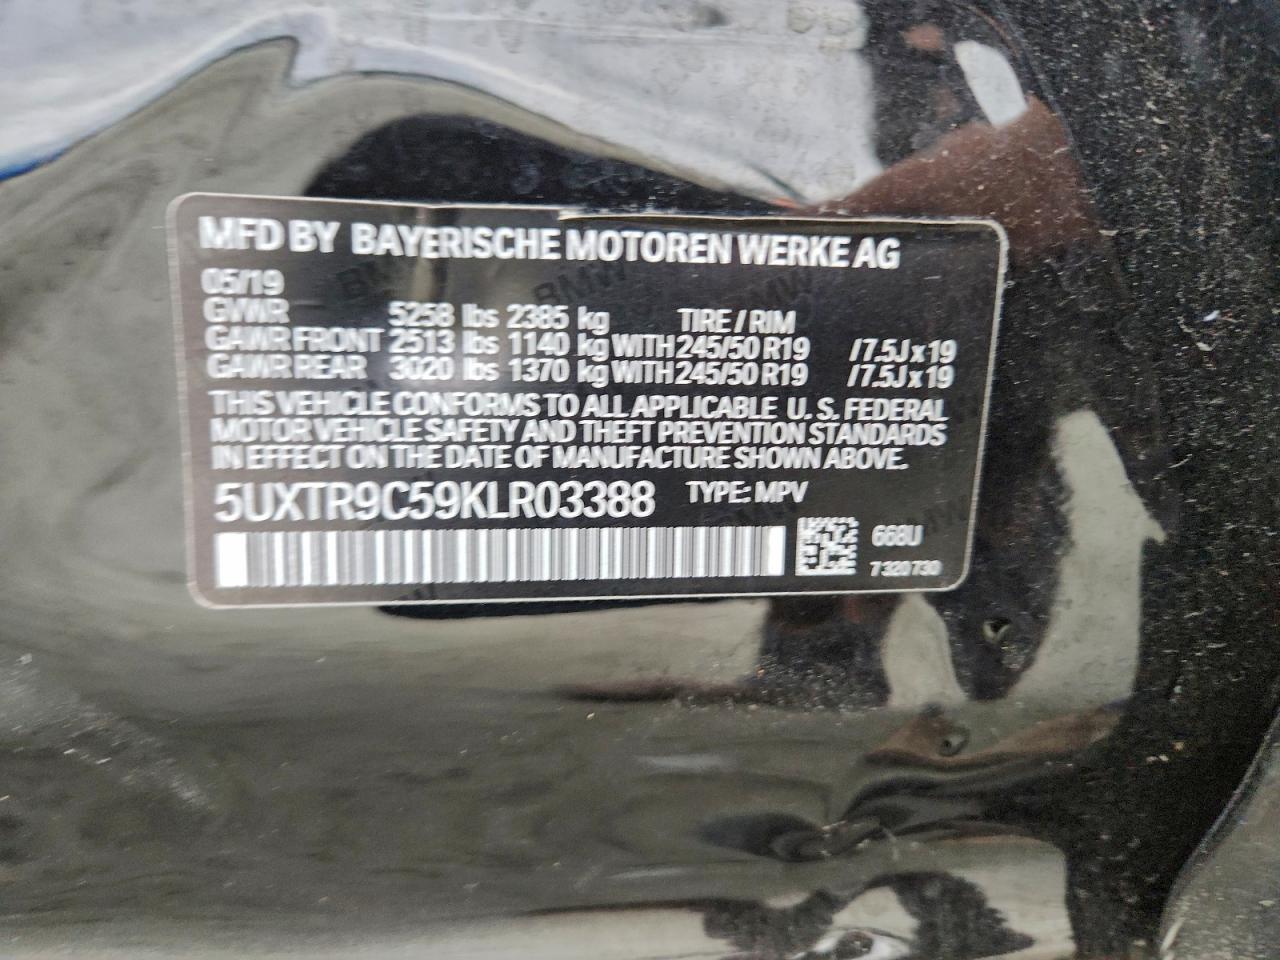 MFD BY BAYERISCHE MOTOREN WERKE AG
05/19
GVWR 5258 lbs 2385 kg TIRE / RIM
GAWR FRONT 2513 lbs 1140 kg WITH 245/50 R19 /7.5J x 19
GAWR REAR 3020 lbs 1370 kg WITH 245/50 R19 /7.5J x 19
THIS VEHICLE CONFORMS TO ALL APPLICABLE U. S. FEDERAL
MOTOR VEHICLE SAFETY AND THEFT PREVENTION STANDARDS
IN EFFECT ON THE DATE OF MANUFACTURE SHOWN ABOVE.
5UXTR9C59KLR03388 TYPE: MPV
668U
7 320 730